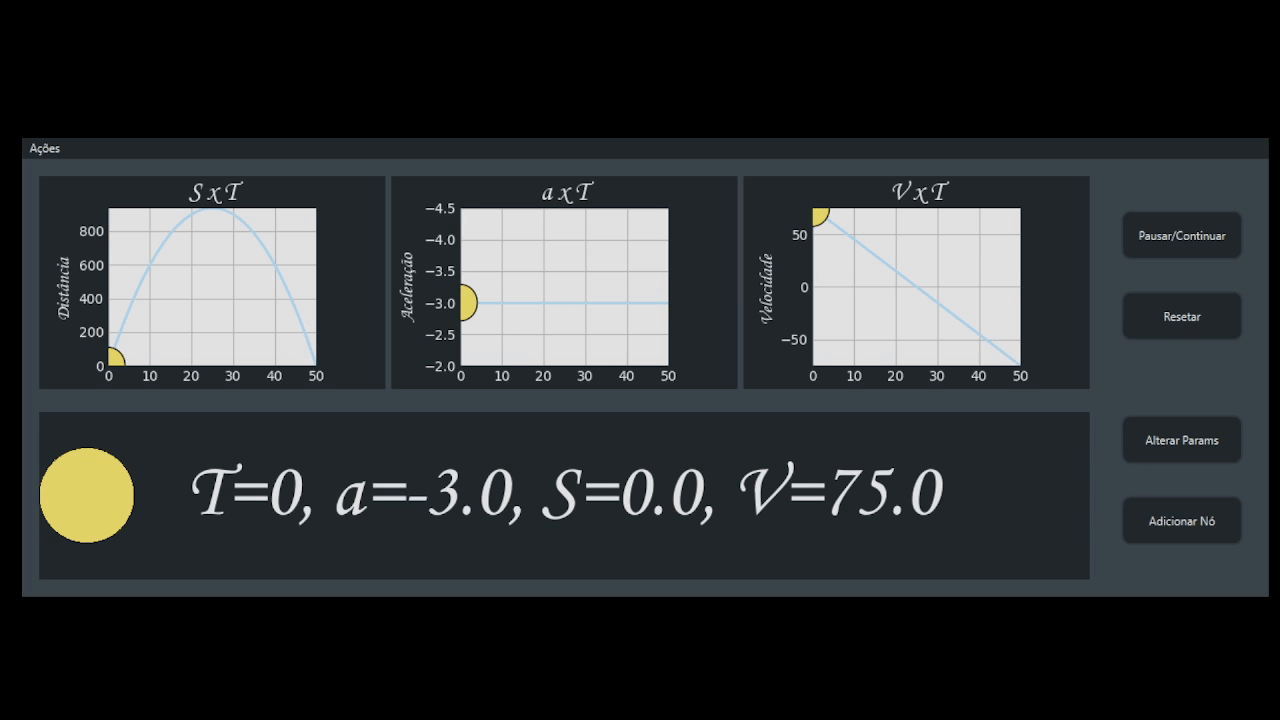 Ações
S x T
Distância
800
600
400
200
0
0 10 20 30 40 50
a x T
Aceleração
−4.5
−4.0
−3.5
−3.0
−2.5
−2.0
0 10 20 30 40 50
V x T
Velocidade
50
0
−50
0 10 20 30 40 50
Pausar/Continuar
Resetar
T=0, a=-3.0, S=0.0, V=75.0
Alterar Params
Adicionar Nó